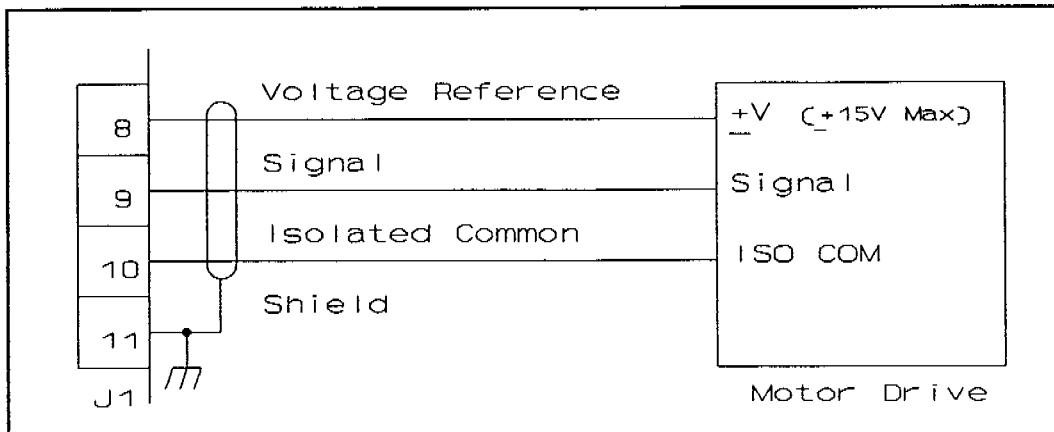 Voltage Reference
8
±V (±15V Max)
Signal
9
Signal
Isolated Common
10
ISO COM
Shield
11
J1
Motor Drive